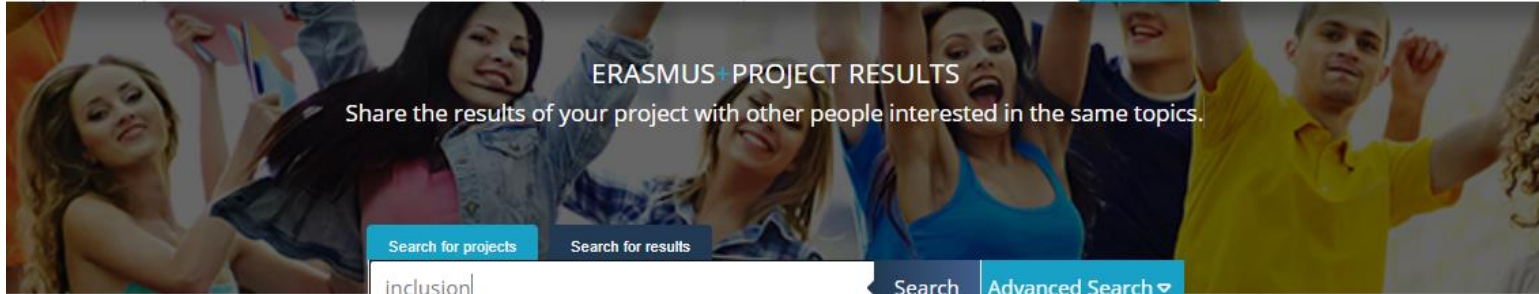 ERASMUS+PROJECT RESULTS
Share the results of your project with other people interested in the same topics.
Search for projects Search for results
inclusion Search Advanced Search